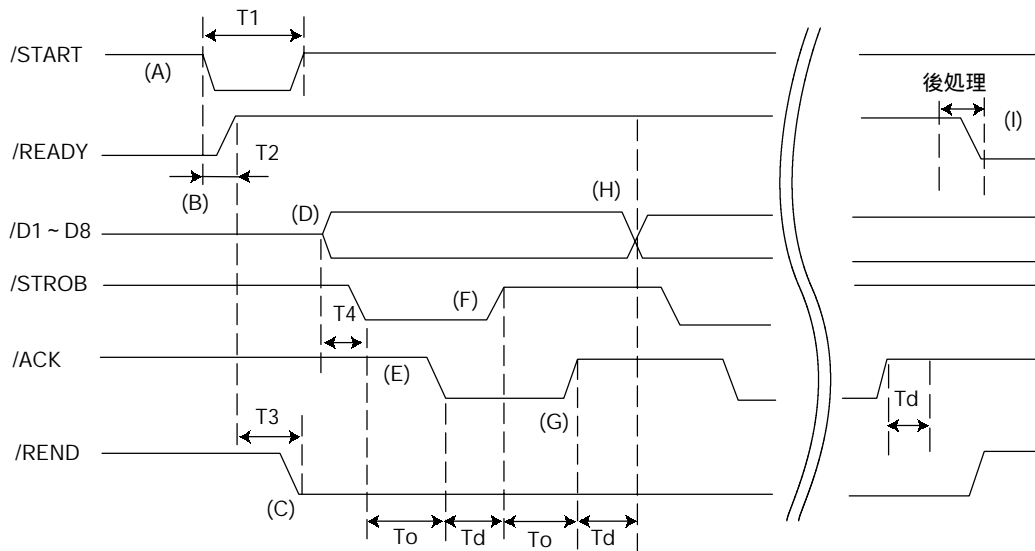 T1
/START
(A)
後処理
(I)
/READY
T2
(B)
(H)
(D)
/D1 ~ D8
/STROB
(F)
T4
/ACK
(E)
Td
T3
(G)
/REND
(C)
To Td To Td